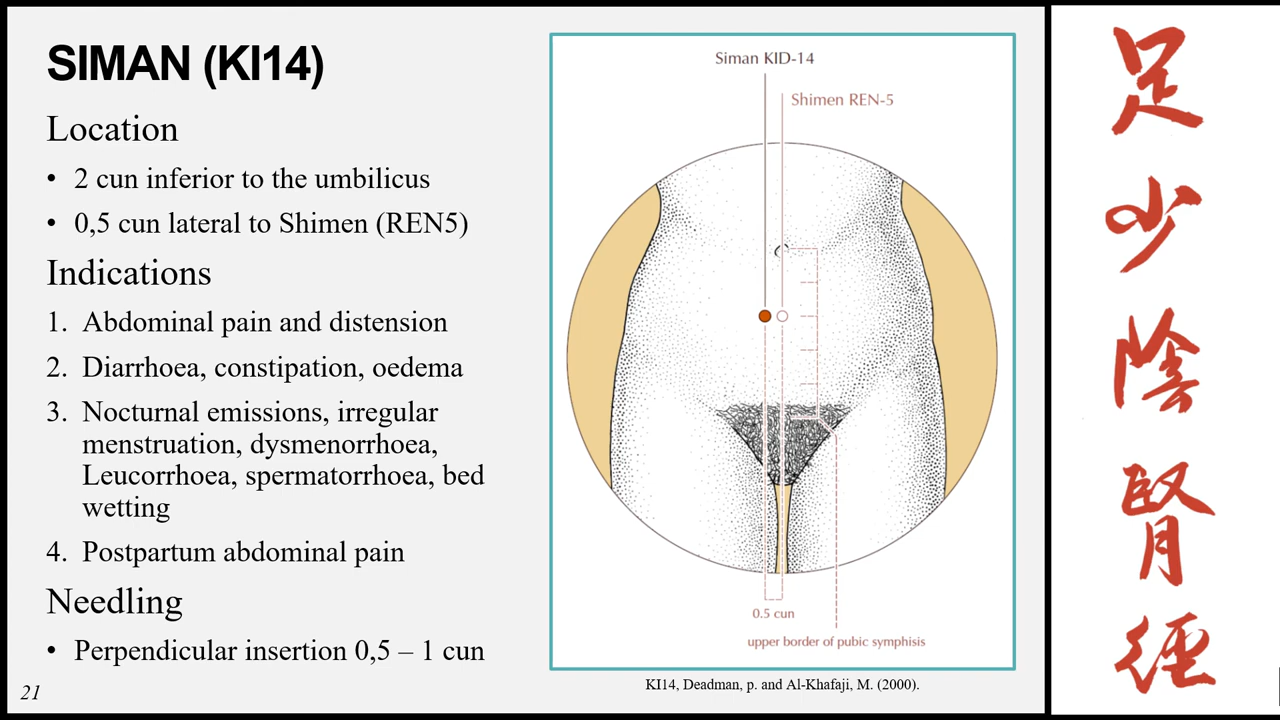 SIMAN (KI14)
Location
• 2 cun inferior to the umbilicus
• 0,5 cun lateral to Shimen (REN5)
Indications
1. Abdominal pain and distension
2. Diarrhoea, constipation, oedema
3. Nocturnal emissions, irregular
menstruation, dysmenorrhoea,
Leucorrhoea, spermatorrhoea, bed
wetting
4. Postpartum abdominal pain
Needling
• Perpendicular insertion 0,5 – 1 cun
21
Siman KID-14
Shimen REN-5
0.5 cun
upper border of pubic symphisis
KI14, Deadman, p. and Al-Khafaji, M. (2000).
足
少
陰
腎
徑